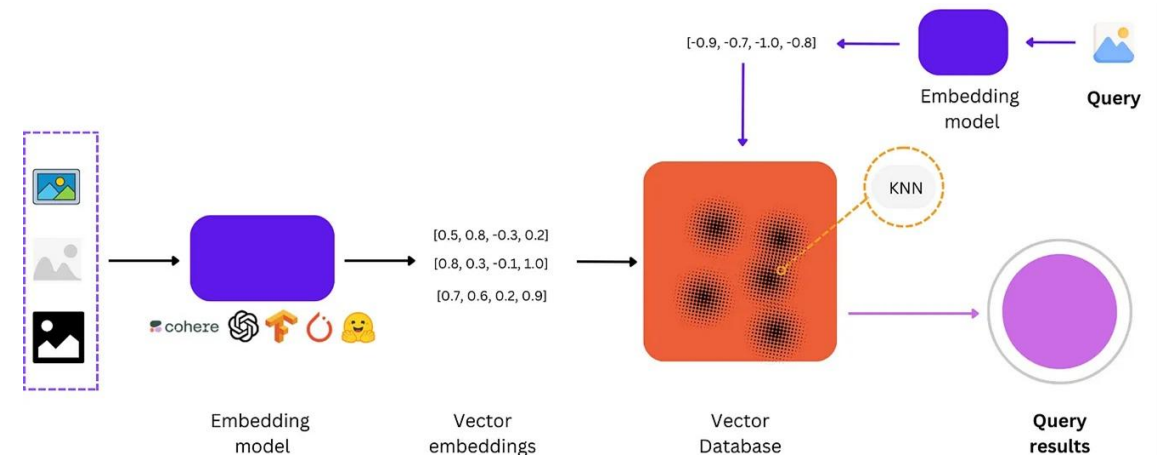 [-0.9, -0.7, -1.0, -0.8]
Embedding
model
Query
KNN
[0.5, 0.8, -0.3, 0.2]
[0.8, 0.3, -0.1, 1.0]
[0.7, 0.6, 0.2, 0.9]
cohere
Embedding
model
Vector
embeddings
Vector
Database
Query
results